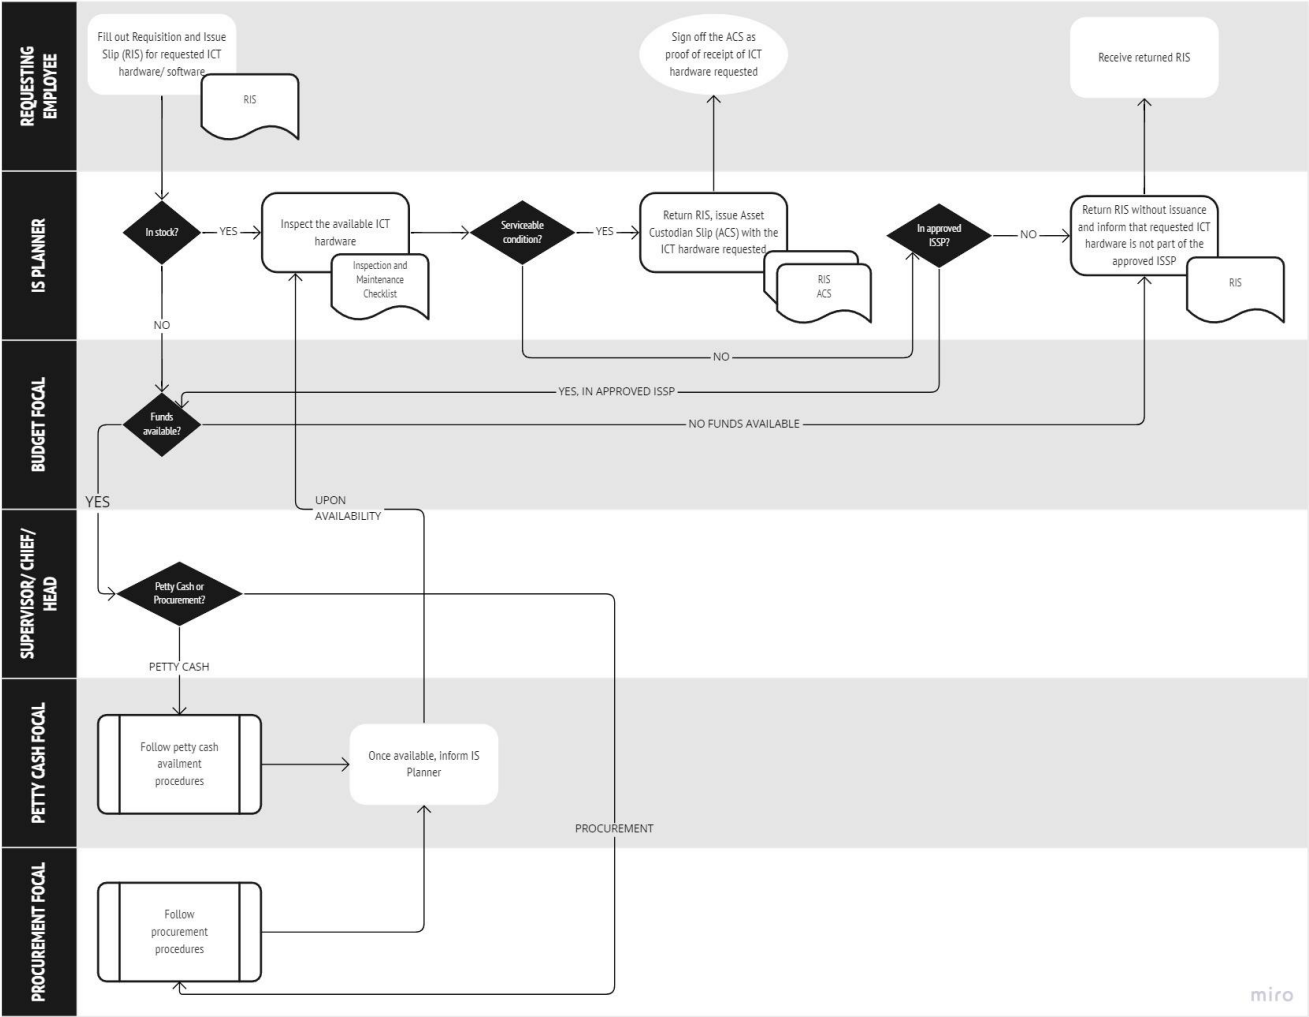 REQUESTING
EMPLOYEE
Fill out Requisition and Issue
Slip (RIS) for requested ICT
hardware/ software
RIS
Sign off the ACS as
proof of receipt of ICT
hardware requested
Receive returned RIS
IS PLANNER
In stock?
YES
Inspect the available ICT
hardware
Inspection and
Maintenance
Checklist
Serviceable
condition?
YES
Return RIS, issue Asset
Custodian Slip (ACS) with the
ICT hardware requested
RIS
ACS
In approved
ISSP?
NO
Return RIS without issuance
and inform that requested ICT
hardware is not part of the
approved ISSP
RIS
NO
NO
BUDGET FOCAL
YES, IN APPROVED ISSP
Funds
available?
NO FUNDS AVAILABLE
YES
UPON
AVAILABILITY
SUPERVISOR/ CHIEF/
HEAD
Petty Cash or
Procurement?
PETTY CASH
PETTY CASH FOCAL
Follow petty cash
availment
procedures
Once available, inform IS
Planner
PROCUREMENT
PROCUREMENT FOCAL
Follow
procurement
procedures
miro